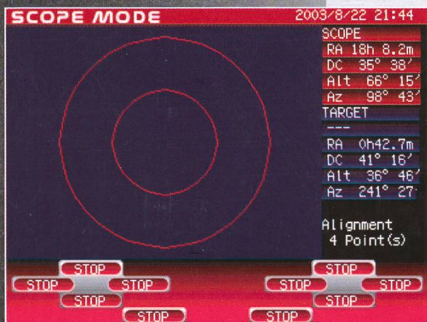 SCOPE MODE 2003/8/22 21:44
SCOPE
RA 18h 8.2m
DC 35° 38′
Alt 66° 15′
Az 98° 43′
TARGET
---
RA 0h42.7m
DC 41° 16′
Alt 36° 46′
Az 241° 27′
Alignment
4 Point(s)
STOP STOP
STOP STOP STOP STOP
STOP STOP
STOP STOP